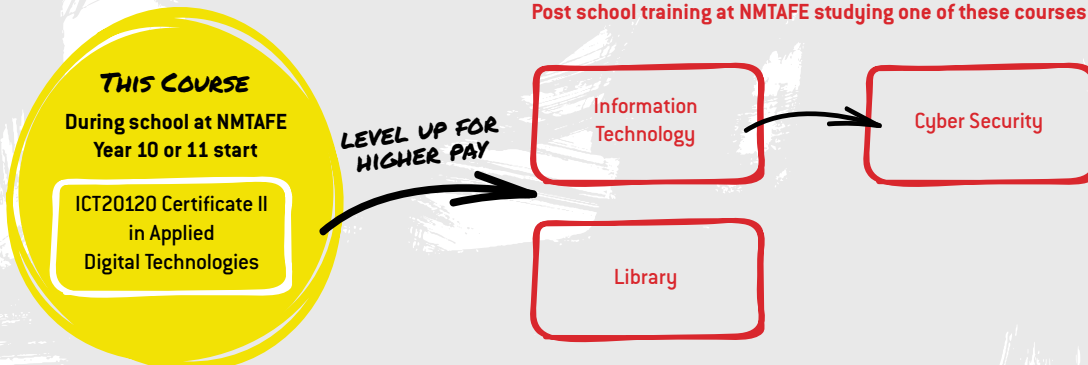 Post school training at NMTAFE studying one of these courses
THIS COURSE
During school at NMTAFE
Year 10 or 11 start
ICT20120 Certificate II
in Applied
Digital Technologies
LEVEL UP FOR
HIGHER PAY
Information
Technology
Cyber Security
Library